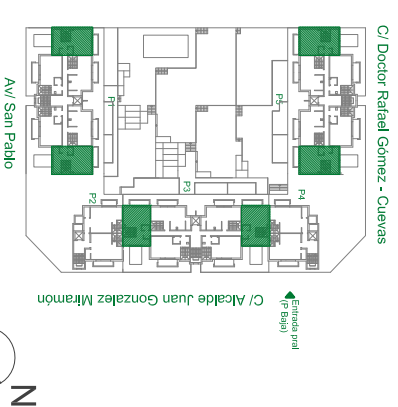 C/ Doctor Rafael Gómez - Cuevas
Av/ San Pablo
P1
P5
P2
P3
P4
C/ Alcalde Juan Gonzalez Miramón
Entrada pral
(P Baja)
N